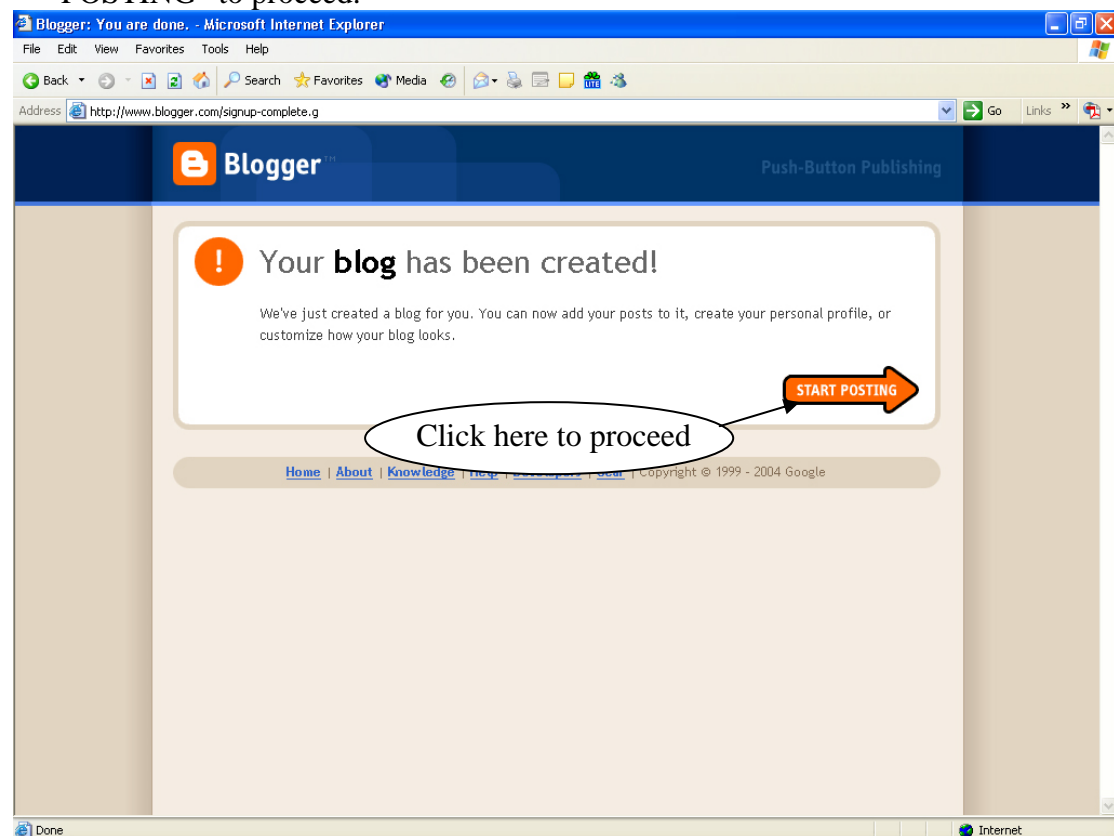 POSTING" to proceed.
Blogger: You are done. - Microsoft Internet Explorer
File Edit View Favorites Tools Help
Back Search Favorites Media
Address http://www.blogger.com/signup-complete.g Go Links »
Blogger™ Push-Button Publishing
! Your blog has been created!
We've just created a blog for you. You can now add your posts to it, create your personal profile, or
customize how your blog looks.
START POSTING
Click here to proceed
Home | About | Knowledge | | | | Copyright © 1999 - 2004 Google
Done Internet